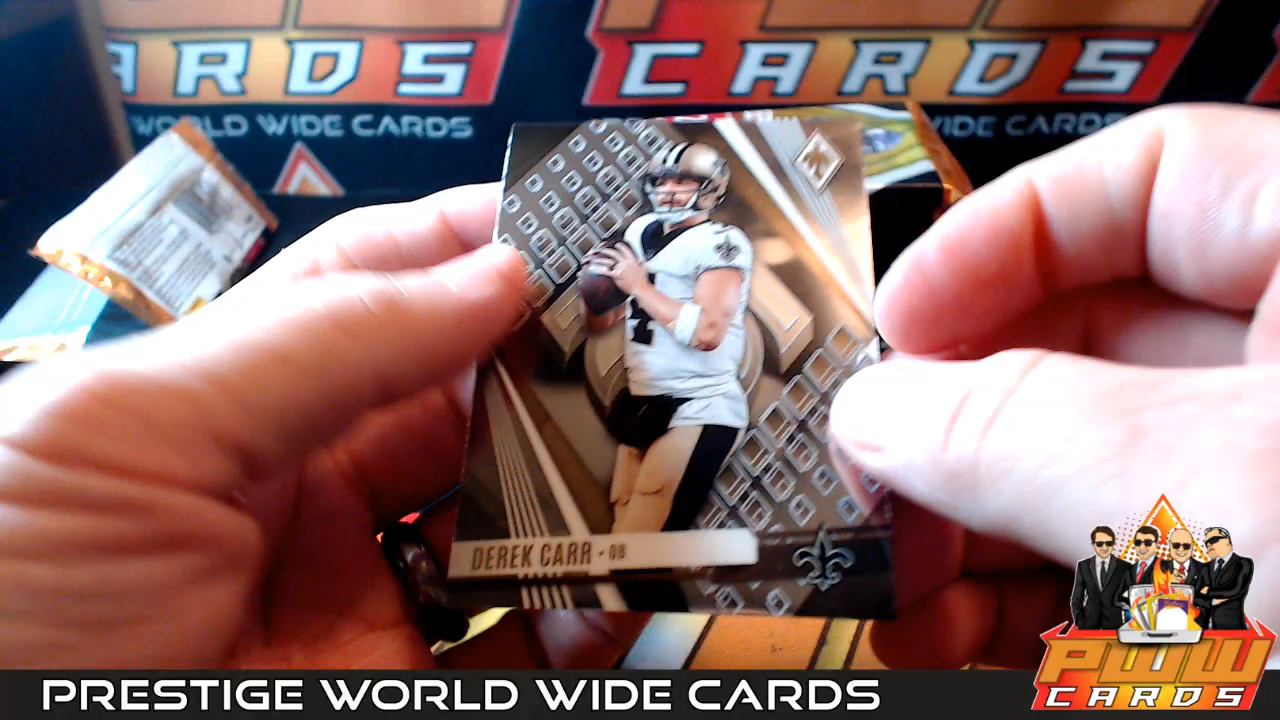 ARDS
CARDS
WORLD WIDE CARDS
WIDE CARDS
DEREK CARR • QB
PRESTIGE WORLD WIDE CARDS
PWW
CARDS